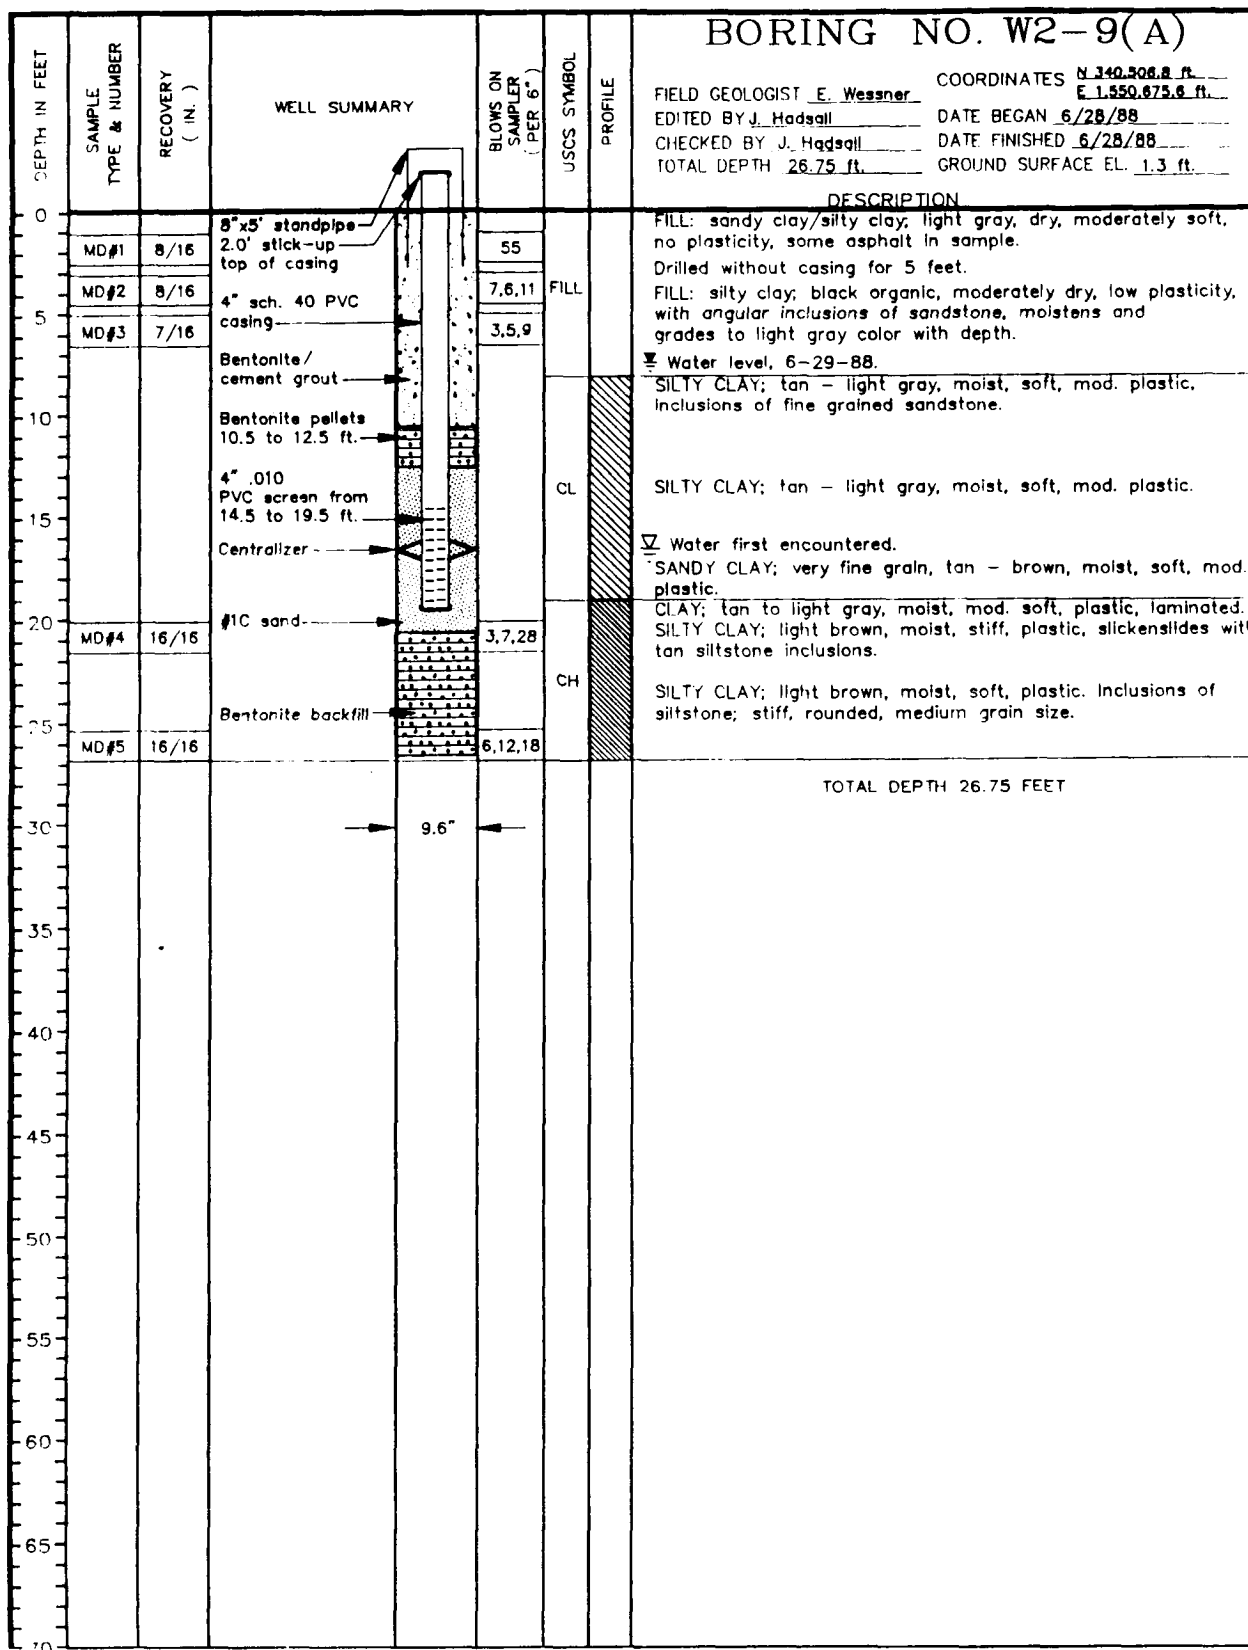 BORING NO. W2-9(A)
FIELD GEOLOGIST E. Wessner
EDITED BY J. Hadsall
CHECKED BY J. Hadsall
TOTAL DEPTH 26.75 ft.
COORDINATES N 340,506.8 ft.
E 1,550,675.6 ft.
DATE BEGAN 6/28/88
DATE FINISHED 6/28/88
GROUND SURFACE EL. 1.3 ft.
DEPTH IN FEET
SAMPLE
TYPE & NUMBER
RECOVERY
( IN. )
WELL SUMMARY
BLOWS ON
SAMPLER
( PER 6" )
USCS SYMBOL
PROFILE
DESCRIPTION
0
5
10
15
20
25
30
35
40
45
50
55
60
65
70
MD#1 8/16
MD#2 8/16
MD#3 7/16
MD#4 16/16
MD#5 16/16
8"x5' standpipe
2.0' stick-up
top of casing
4" sch. 40 PVC
casing
Bentonite/
cement grout
Bentonite pellets
10.5 to 12.5 ft.
4" .010
PVC screen from
14.5 to 19.5 ft.
Centralizer
#1C sand
Bentonite backfill
9.6"
55
7,6,11
3,5,9
3,7,28
6,12,18
FILL
CL
CH
FILL: sandy clay/silty clay; light gray, dry, moderately soft,
no plasticity, some asphalt in sample.
Drilled without casing for 5 feet.
FILL: silty clay; black organic, moderately dry, low plasticity,
with angular inclusions of sandstone, moistens and
grades to light gray color with depth.
Water level, 6-29-88.
SILTY CLAY; tan - light gray, moist, soft, mod. plastic,
inclusions of fine grained sandstone.
SILTY CLAY; tan - light gray, moist, soft, mod. plastic.
Water first encountered.
SANDY CLAY; very fine grain, tan - brown, moist, soft, mod.
plastic.
CLAY; tan to light gray, moist, mod. soft, plastic, laminated.
SILTY CLAY; light brown, moist, stiff, plastic, slickenslides wit
tan siltstone inclusions.
SILTY CLAY; light brown, moist, soft, plastic. Inclusions of
siltstone; stiff, rounded, medium grain size.
TOTAL DEPTH 26.75 FEET